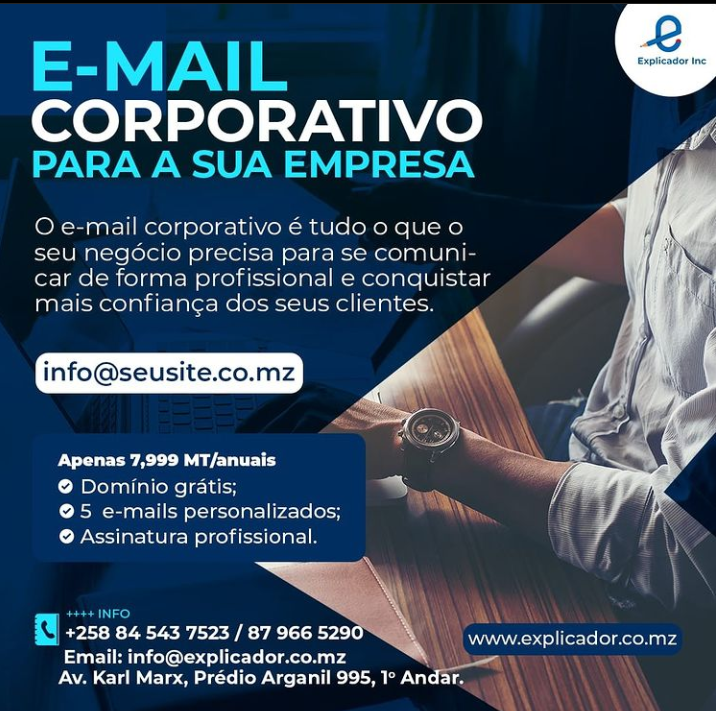 Explicador Inc
E-MAIL
CORPORATIVO
PARA A SUA EMPRESA
O e-mail corporativo é tudo o que o
seu negócio precisa para se comuni-
car de forma profissional e conquistar
mais confiança dos seus clientes.
info@seusite.co.mz
Apenas 7,999 MT/anuais
Domínio grátis;
5 e-mails personalizados;
Assinatura profissional.
++++ INFO
+258 84 543 7523 / 87 966 5290
Email: info@explicador.co.mz
Av. Karl Marx, Prédio Arganil 995, 1º Andar.
www.explicador.co.mz